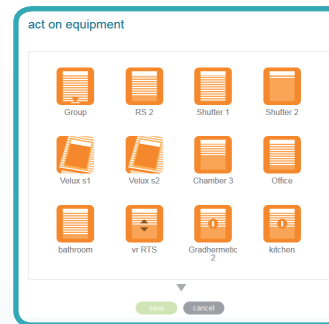 act on equipment
Group RS 2 Shutter 1 Shutter 2
Velux s1 Velux s2 Chamber 3 Office
bathroom vr RTS Gradhermetic 2 kitchen
save cancel